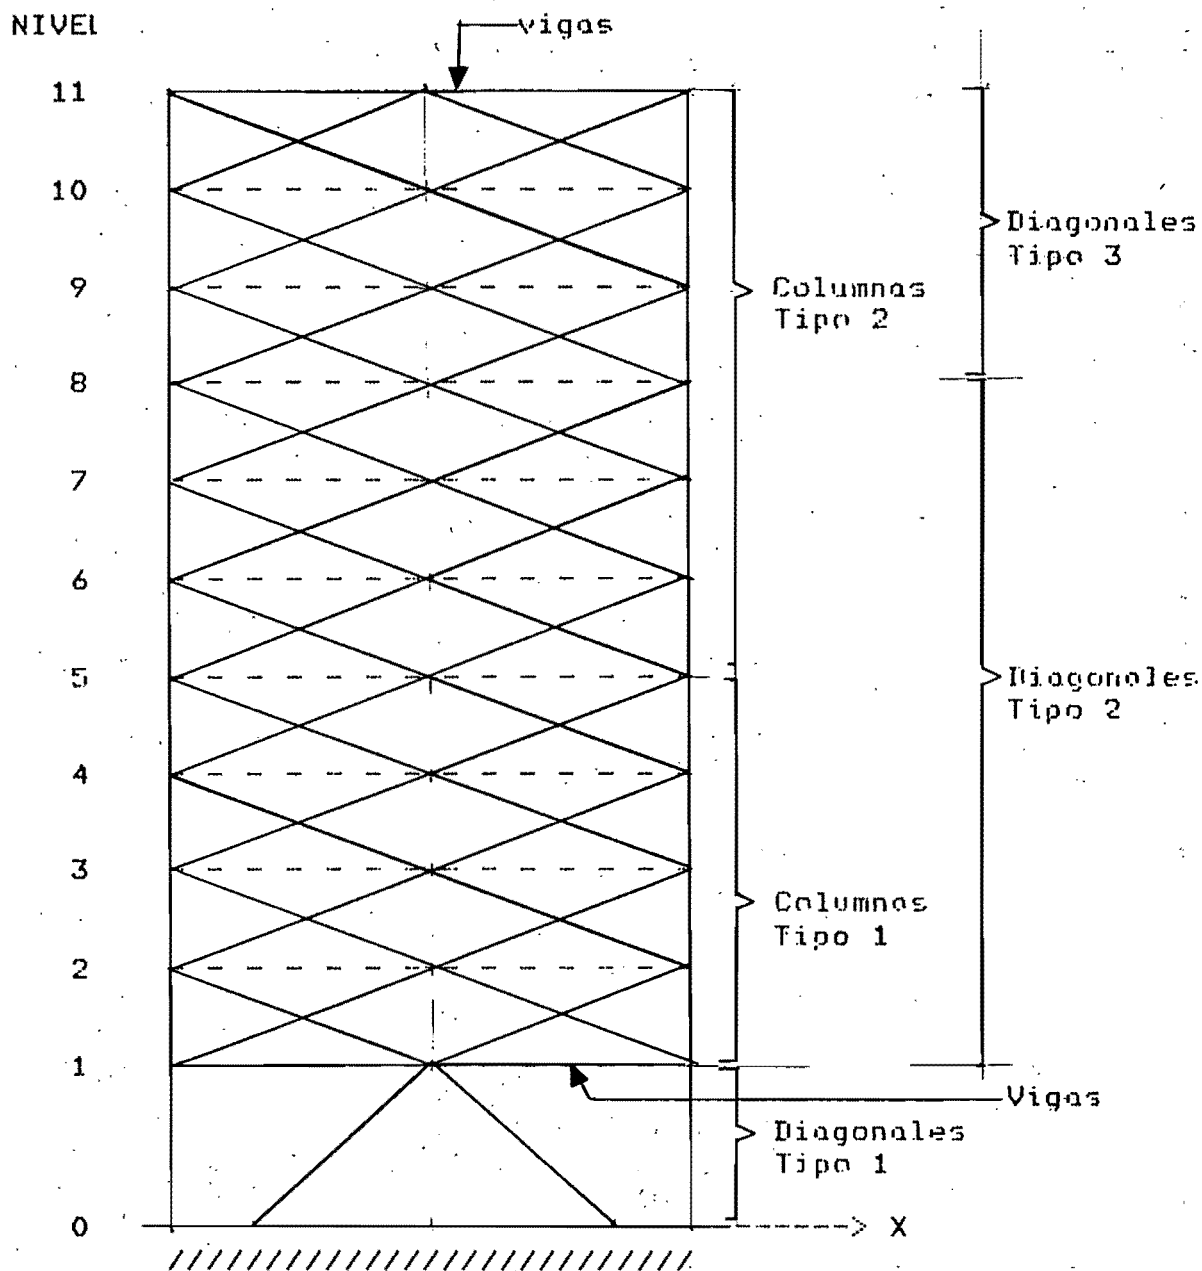 NIVEL
vigas
11
10
Diagonales
Tipo 3
9
Columnas
Tipo 2
8
7
6
5
Diagonales
Tipo 2
4
3
Columnas
Tipo 1
2
1
Vigas
Diagonales
Tipo 1
0
X